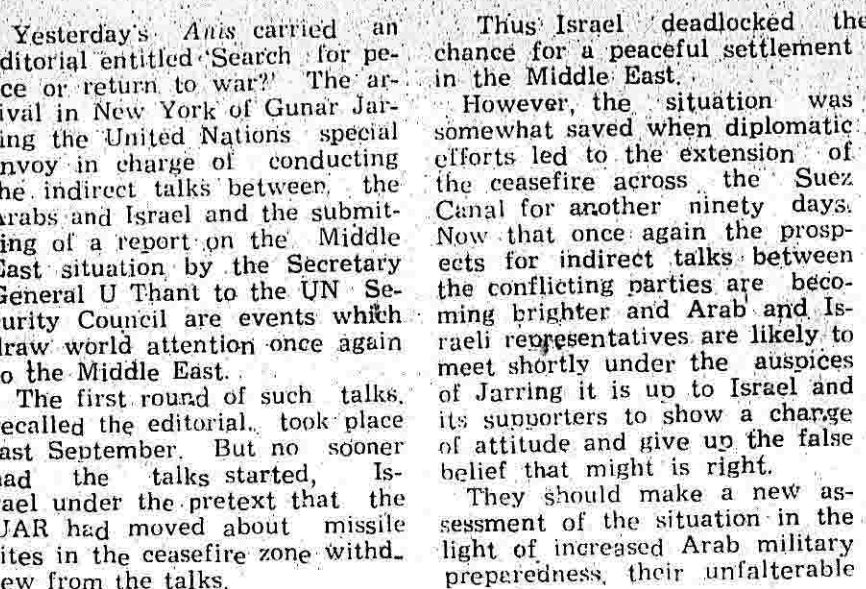 Yesterday's Anis carried an
ditorial entitled 'Search for pe-
ce or return to war?' The ar-
ival in New York of Gunar Jar-
ing the United Nations special
nvoy in charge of conducting
he indirect talks between the
rabs and Israel and the submit-
ing of a report on the Middle
East situation by the Secretary
General U Thant to the UN Se-
urity Council are events which
draw world attention once again
o the Middle East.
The first round of such talks,
recalled the editorial, took place
ast September. But no sooner
had the talks started, Is-
rael under the pretext that the
UAR had moved about missile
ites in the ceasefire zone withd-
ew from the talks.
Thus Israel deadlocked the
chance for a peaceful settlement
in the Middle East.
However, the situation was
somewhat saved when diplomatic
efforts led to the extension of
the ceasefire across the Suez
Canal for another ninety days.
Now that once again the prosp-
ects for indirect talks between
the conflicting parties are beco-
ming brighter and Arab and Is-
raeli representatives are likely to
meet shortly under the auspices
of Jarring it is up to Israel and
its supporters to show a change
of attitude and give up the false
belief that might is right.
They should make a new as-
sessment of the situation in the
light of increased Arab military
preparedness, their unfalterable